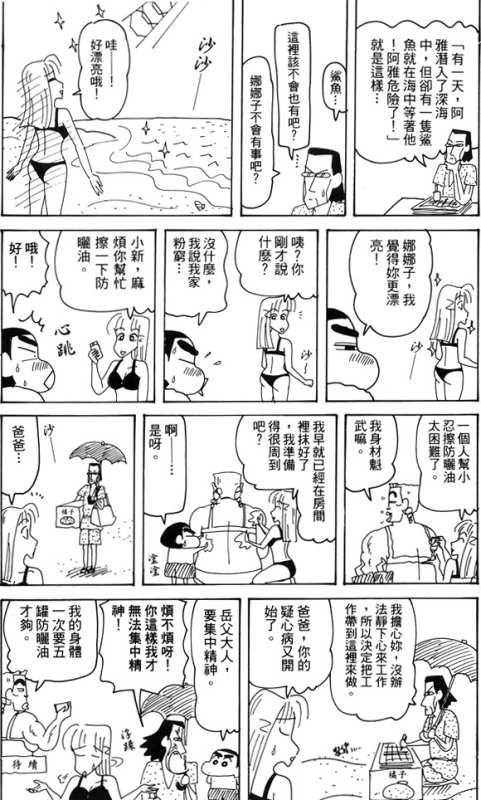 「有一天，阿
雅潛入了深海
中，但卻有一隻鯊
魚就在海中等著他
！阿雅危險了！」
就是這樣…
鯊魚…
這裡該不會也有吧？…
娜娜子不會有事吧？
沙沙
哇……！
好漂亮哦！
娜娜子，我
覺得妳更漂
亮！
沙
咦？你
剛才說
什麼？
沒什麼，
我說我家
粉窮…
小新，麻
煩你幫忙
擦一下防
曬油。
心跳
哦！
好！
一個人幫小
忍擦防曬油
太困難了。
我身材魁
武嘛。
我早就已經在房間
裡抹好了
，我準備
得很周到
吧？
啊……
是呀。
沙
橘子
爸爸…
我擔心妳，沒辦
法靜下心來工作
，所以決定把工
作帶到這裡來做。
橘子
爸爸，你的
疑心病又開
始了。
岳父大人，
要集中精神。
煩不煩呀！
你這樣我才
無法集中精
神！
我的身體
一次要五
罐防曬油
才夠。
待續